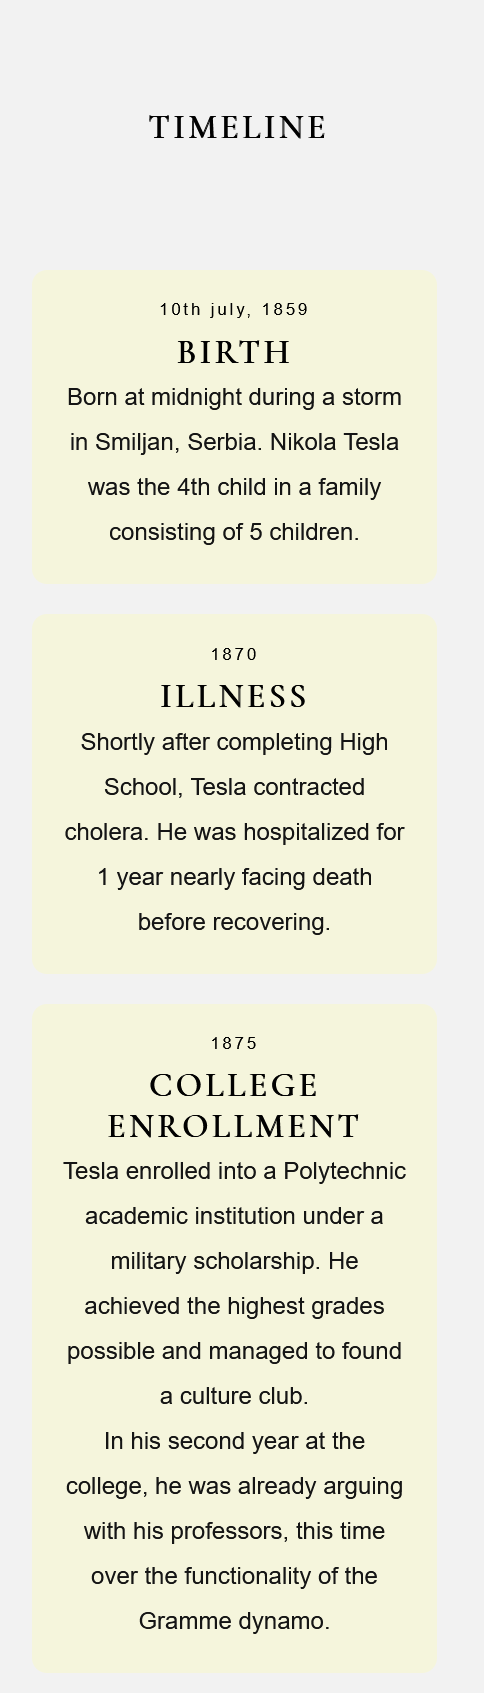 TIMELINE
10th july, 1859
BIRTH
Born at midnight during a storm
in Smiljan, Serbia. Nikola Tesla
was the 4th child in a family
consisting of 5 children.
1870
ILLNESS
Shortly after completing High
School, Tesla contracted
cholera. He was hospitalized for
1 year nearly facing death
before recovering.
1875
COLLEGE
ENROLLMENT
Tesla enrolled into a Polytechnic
academic institution under a
military scholarship. He
achieved the highest grades
possible and managed to found
a culture club.
In his second year at the
college, he was already arguing
with his professors, this time
over the functionality of the
Gramme dynamo.